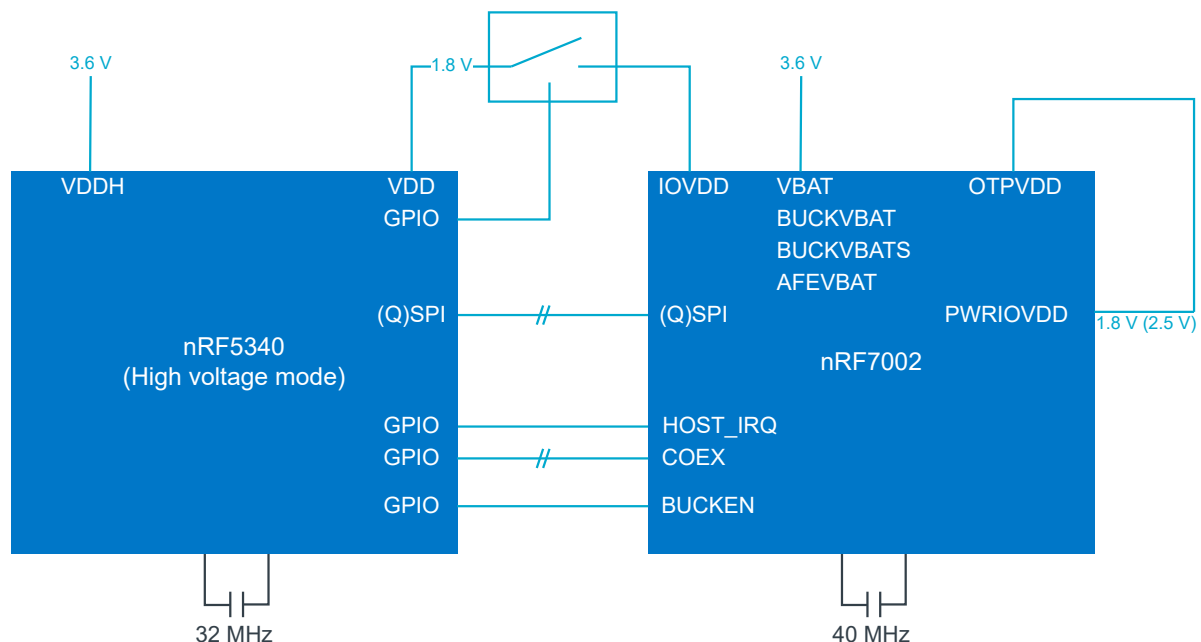 3.6 V
1.8 V
3.6 V
VDDH
VDD
IOVDD
VBAT
OTPVDD
GPIO
BUCKVBAT
BUCKVBATS
AFEVBAT
(Q)SPI
(Q)SPI
PWRIOVDD
1.8 V (2.5 V)
nRF5340
(High voltage mode)
nRF7002
GPIO
HOST_IRQ
GPIO
COEX
GPIO
BUCKEN
32 MHz
40 MHz